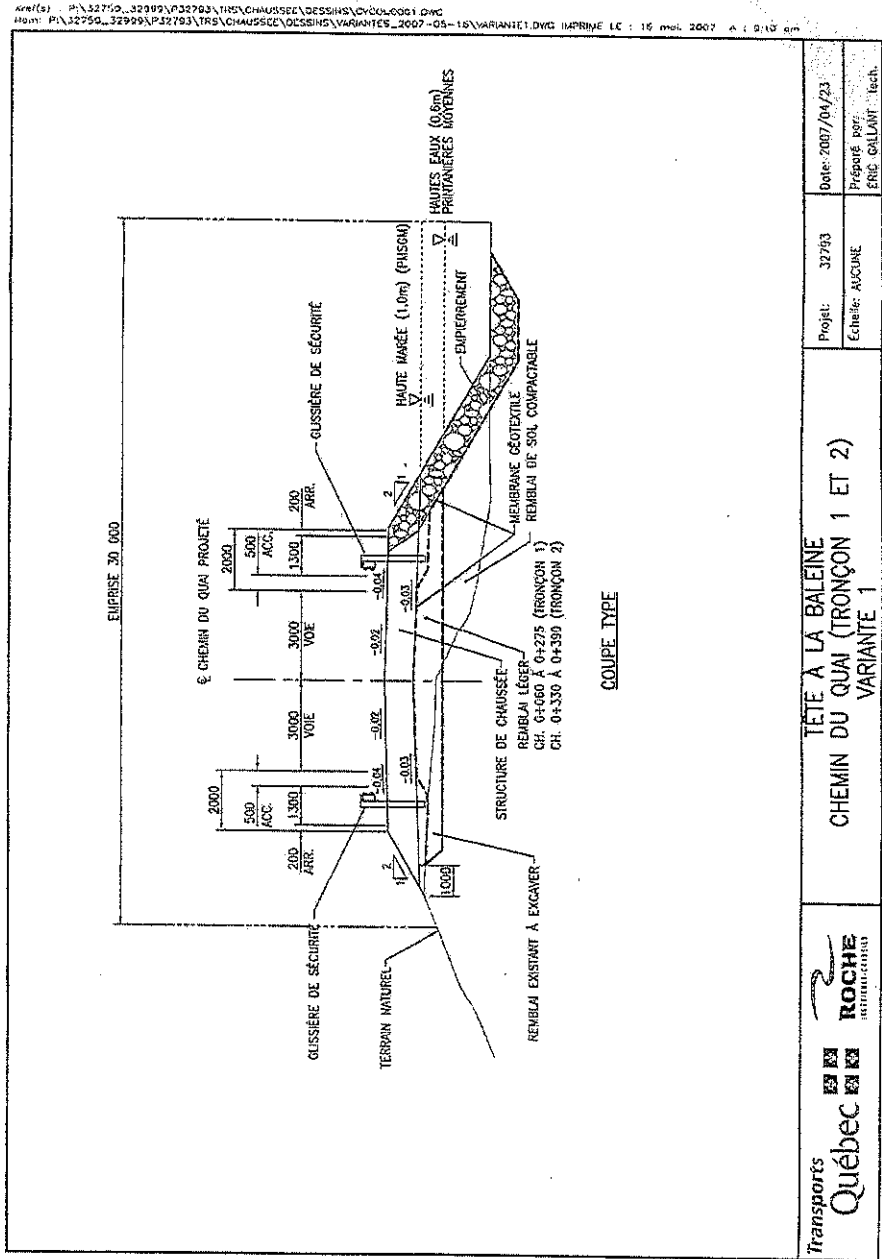 EMPRISE 30 000
℄ CHEMIN DU QUAI PROJETÉ
2000
2000
200
ARR.
1300
500
ACC.
3000
VOIE
3000
VOIE
500
ACC.
1300
200
ARR.
GLISSIÈRE DE SÉCURITÉ
GLISSIÈRE DE SÉCURITÉ
HAUTE MARÉE (1,0m) (PMSGM)
HAUTES EAUX (0,6m)
PRINTANIÈRES MOYENNES
1
2
2
1
-0,04
-0,02
-0,02
-0,04
-0,03
-0,03
TERRAIN NATUREL
1000
EMPIERREMENT
MEMBRANE GÉOTEXTILE
REMBLAI DE SOL COMPACTABLE
STRUCTURE DE CHAUSSÉE
REMBLAI LÉGER
CH. 0+060 À 0+275 (TRONÇON 1)
CH. 0+330 À 0+390 (TRONÇON 2)
REMBLAI EXISTANT À EXCAVER
COUPE TYPE
Transports
Québec
ROCHE
TÊTE À LA BALEINE
CHEMIN DU QUAI (TRONÇON 1 ET 2)
VARIANTE 1
Projet: 32793
Date: 2007/04/23
Échelle: AUCUNE
Préparé par:
ÉRIC GALLANT Tech.